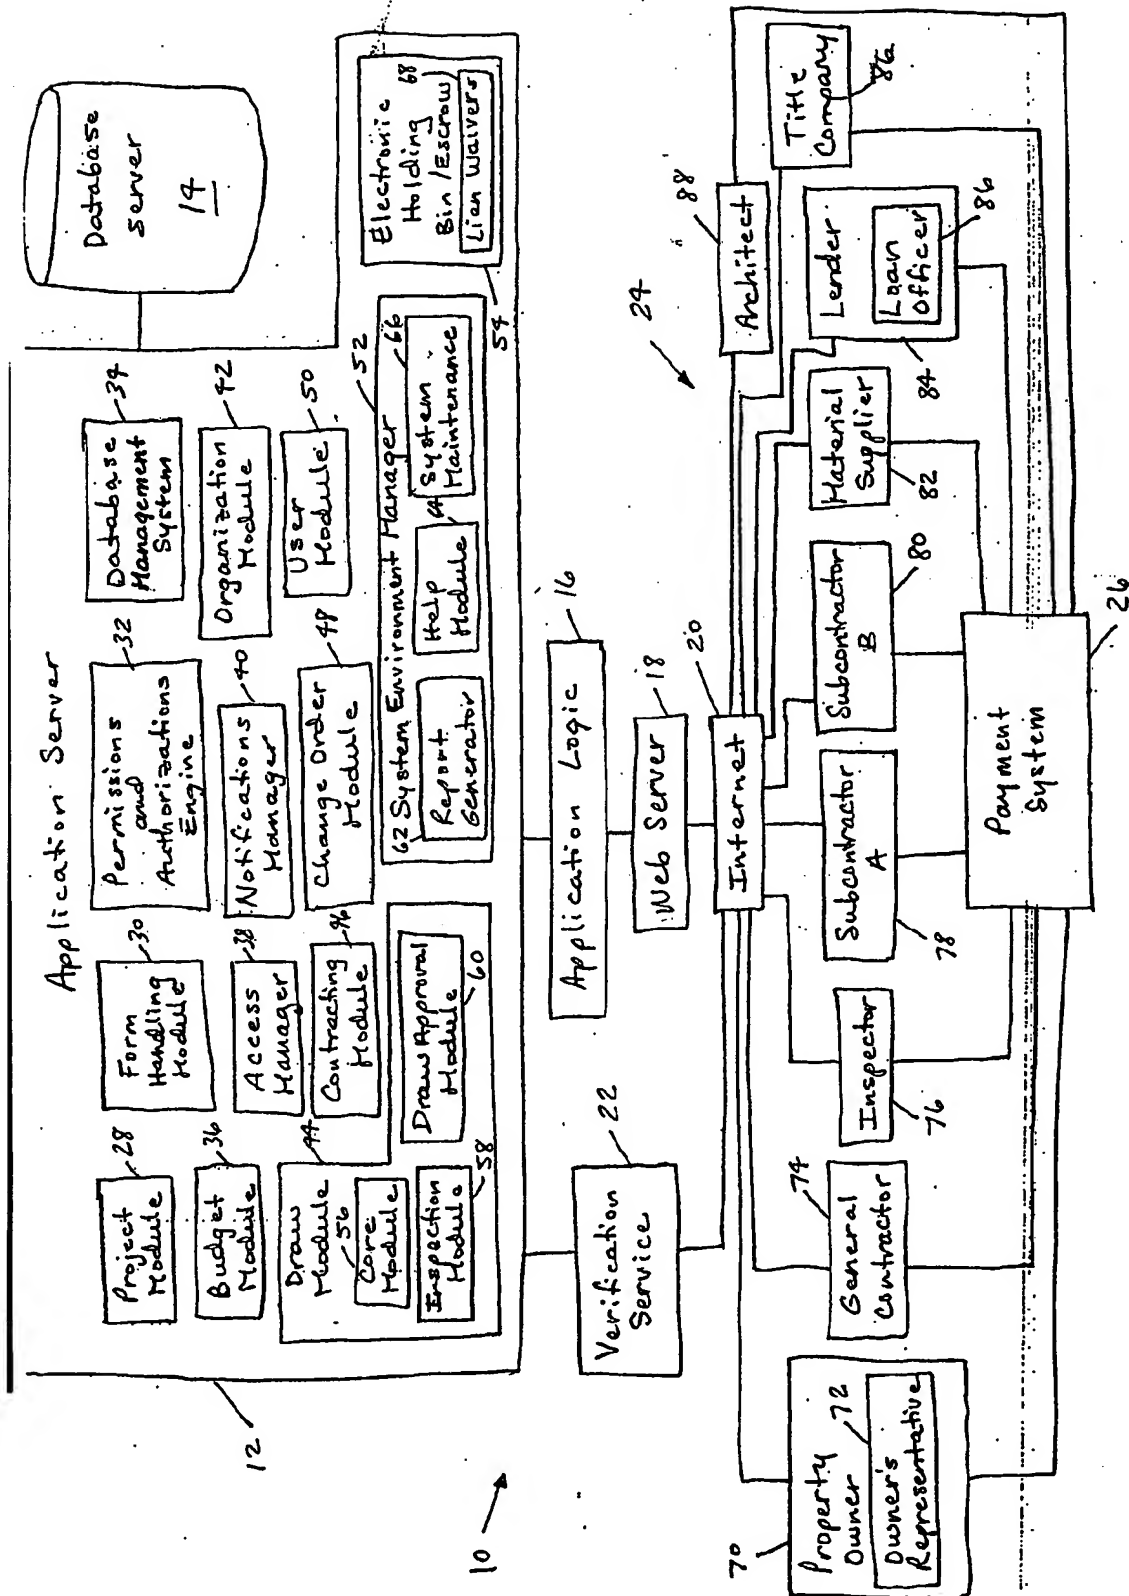 Application Server
Project
Module
28
Form
Handling
Module
30
Permissions
and
Authorizations
Engine
32
Database
Management
System
34
Database
server
14
Budget
Module
36
Access
Manager
38
Notifications
Manager
40
Organization
Module
42
Draw
Module
44
Contracting
Module
46
Change Order
Module
48
User
Module
50
56
Core
Module
Inspection
Module
58
Draw Approval
Module
60
System Environment Manager
52
62
Report
Generator
Help
Module
64
System
Maintenance
66
Electronic
Holding
Bin/Escrow
68
Lien Waivers
54
12
10
Verification
Service
22
Application Logic
16
Web Server
18
Internet
20
24
70
Property
Owner
72
Owner's
Representative
General
Contractor
74
Inspector
76
Subcontractor
A
78
Subcontractor
B
80
Material
Supplier
82
Lender
Loan
Officer
86
84
Architect
88
Title
Company
86a
Payment
System
26